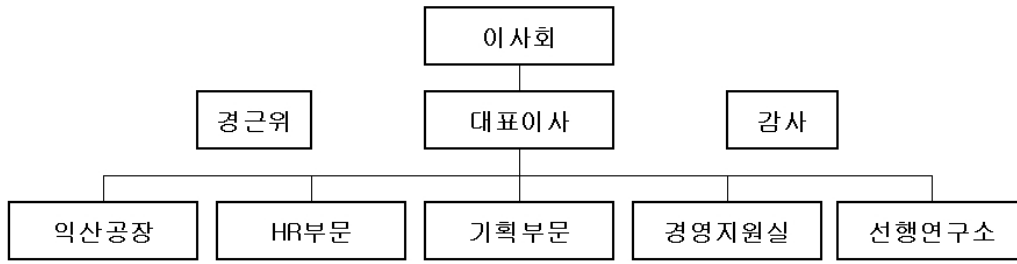 이사회
경근위
대표이사
감사
익산공장
HR부문
기획부문
경영지원실
선행연구소